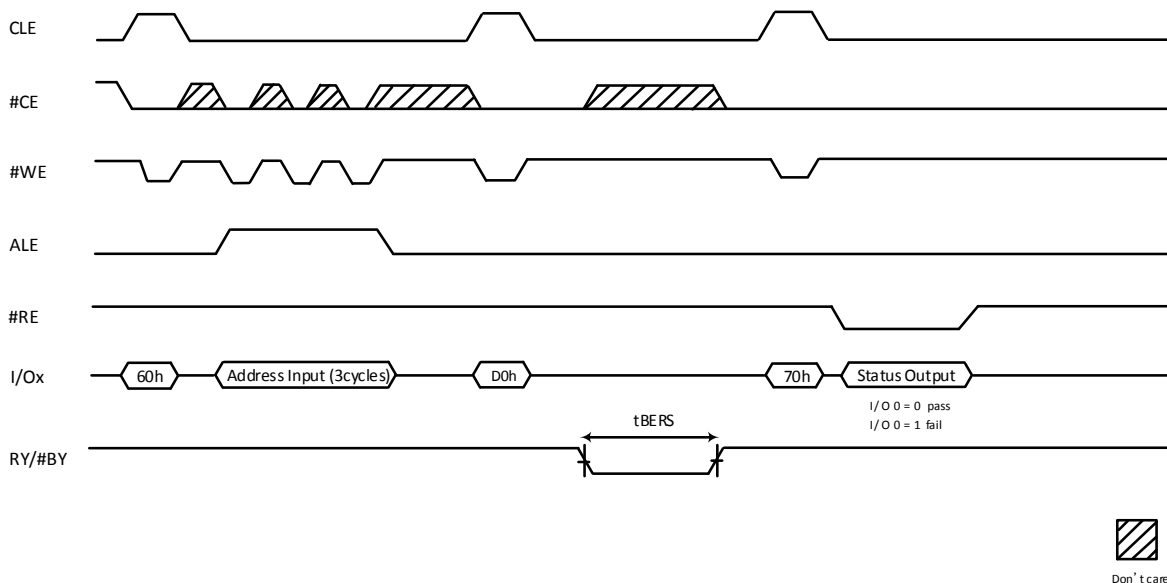 CLE
#CE
#WE
ALE
#RE
I/Ox 60h Address Input (3cycles) D0h 70h Status Output
I/O 0 = 0 pass
I/O 0 = 1 fail
tBERS
RY/#BY
Don't care